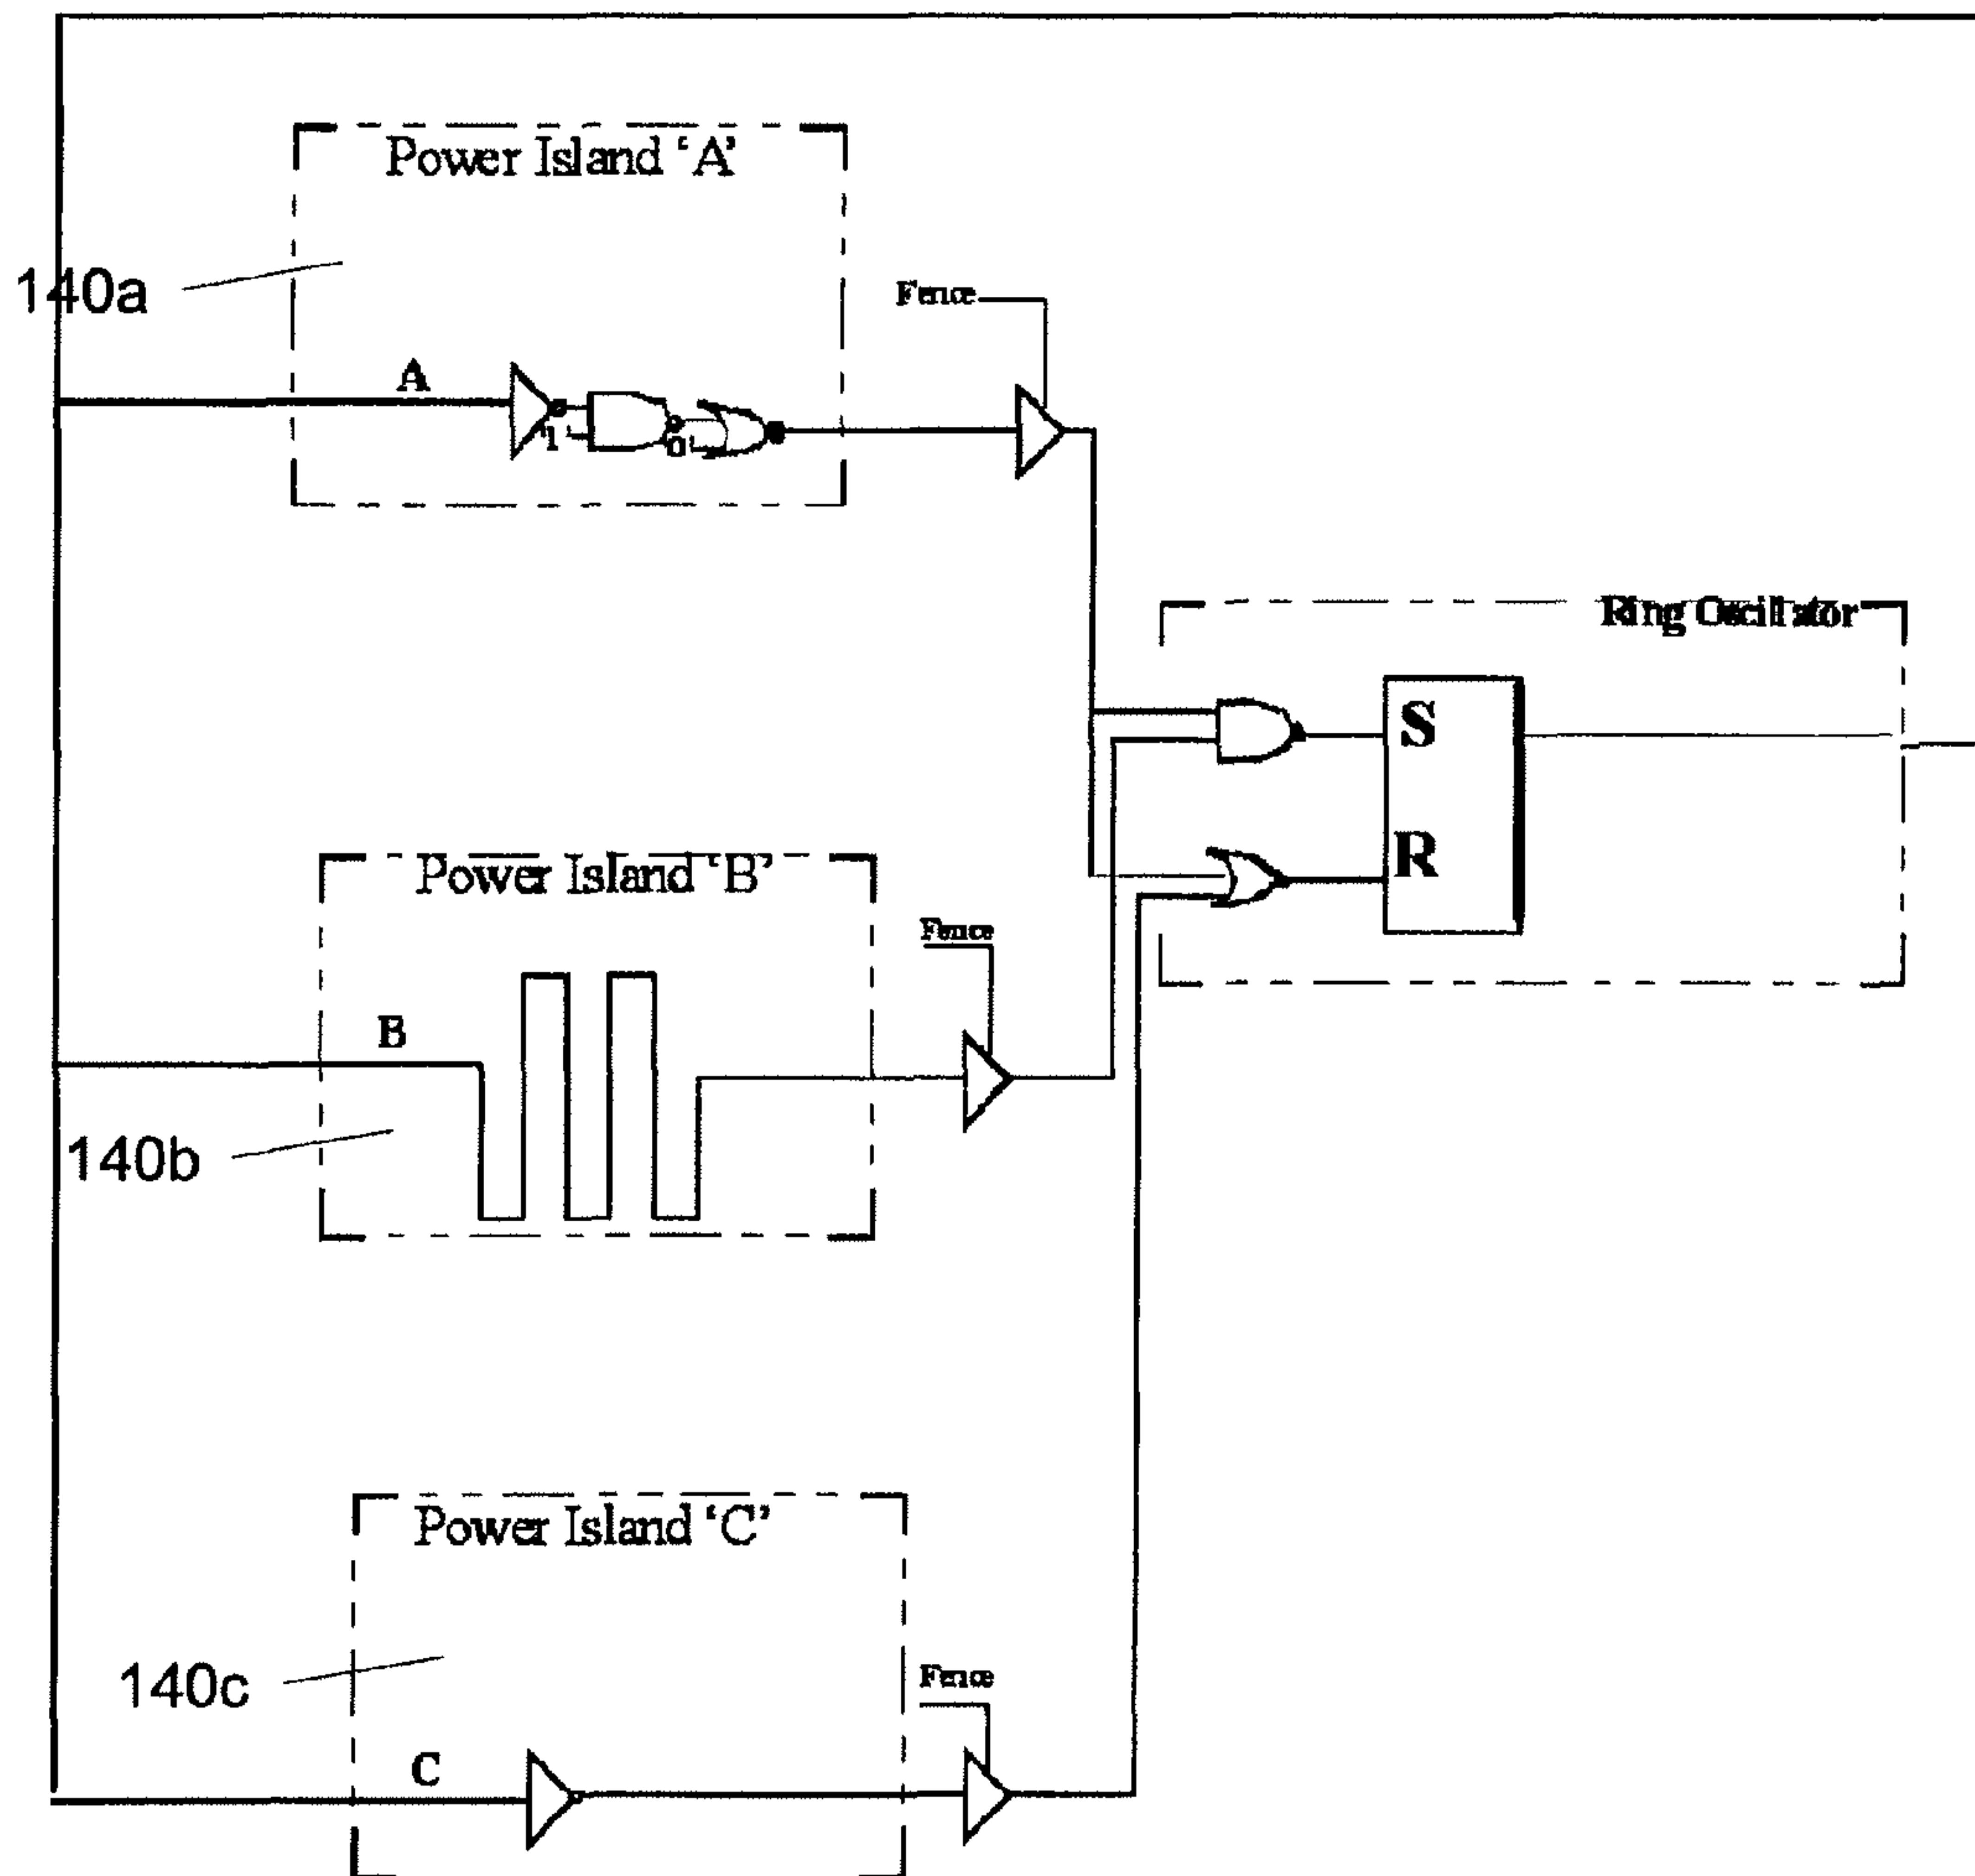 Power Island ‘A’
140a
Fence
A
1
0
Ring Oscillator
S
R
Power Island ‘B’
Fence
B
140b
Power Island ‘C’
140c
Fence
C